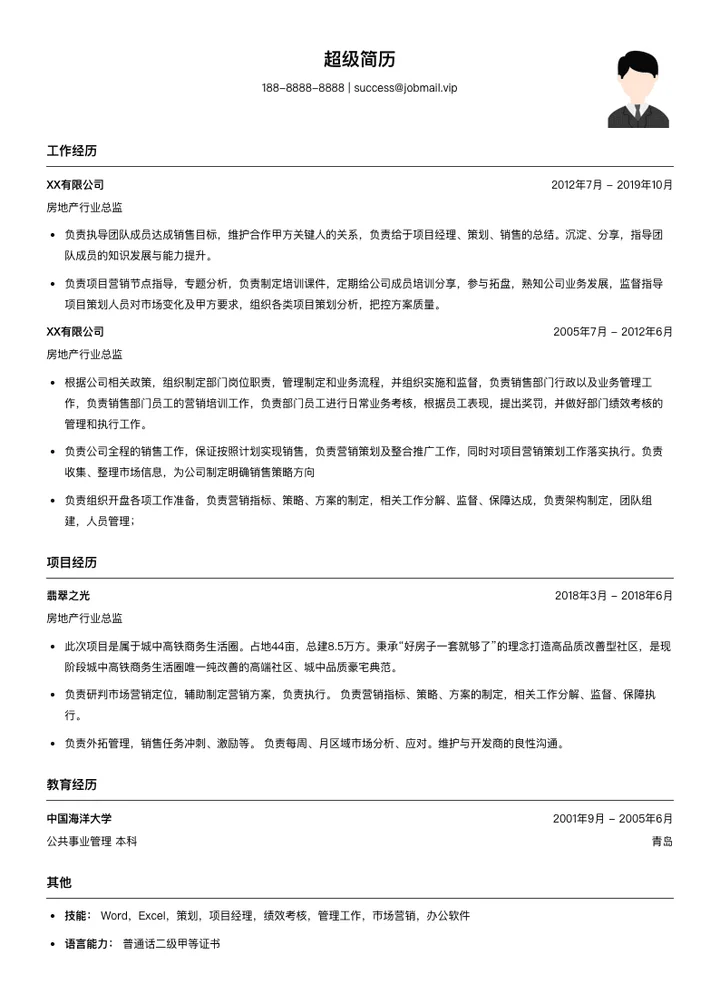 超级简历
188-8888-8888 | success@jobmail.vip
工作经历
XX有限公司 2012年7月 – 2019年10月
房地产行业总监
• 负责执导团队成员达成销售目标，维护合作甲方关键人的关系，负责给于项目经理、策划、销售的总结。沉淀、分享，指导团
队成员的知识发展与能力提升。
• 负责项目营销节点指导，专题分析，负责制定培训课件，定期给公司成员培训分享，参与拓盘，熟知公司业务发展，监督指导
项目策划人员对市场变化及甲方要求，组织各类项目策划分析，把控方案质量。
XX有限公司 2005年7月 – 2012年6月
房地产行业总监
• 根据公司相关政策，组织制定部门岗位职责，管理制定和业务流程，并组织实施和监督，负责销售部门行政以及业务管理工
作，负责销售部门员工的营销培训工作，负责部门员工进行日常业务考核，根据员工表现，提出奖罚，并做好部门绩效考核的
管理和执行工作。
• 负责公司全程的销售工作，保证按照计划实现销售，负责营销策划及整合推广工作，同时对项目营销策划工作落实执行。负责
收集、整理市场信息，为公司制定明确销售策略方向
• 负责组织开盘各项工作准备，负责营销指标、策略、方案的制定，相关工作分解、监督、保障达成，负责架构制定，团队组
建，人员管理；
项目经历
翡翠之光 2018年3月 – 2018年6月
房地产行业总监
• 此次项目是属于城中高铁商务生活圈。占地44亩，总建8.5万方。秉承“好房子一套就够了”的理念打造高品质改善型社区，是现
阶段城中高铁商务生活圈唯一纯改善的高端社区、城中品质豪宅典范。
• 负责研判市场营销定位，辅助制定营销方案，负责执行。 负责营销指标、策略、方案的制定，相关工作分解、监督、保障执
行。
• 负责外拓管理，销售任务冲刺、激励等。 负责每周、月区域市场分析、应对。维护与开发商的良性沟通。
教育经历
中国海洋大学 2001年9月 – 2005年6月
公共事业管理 本科 青岛
其他
• 技能： Word，Excel，策划，项目经理，绩效考核，管理工作，市场营销，办公软件
• 语言能力： 普通话二级甲等证书